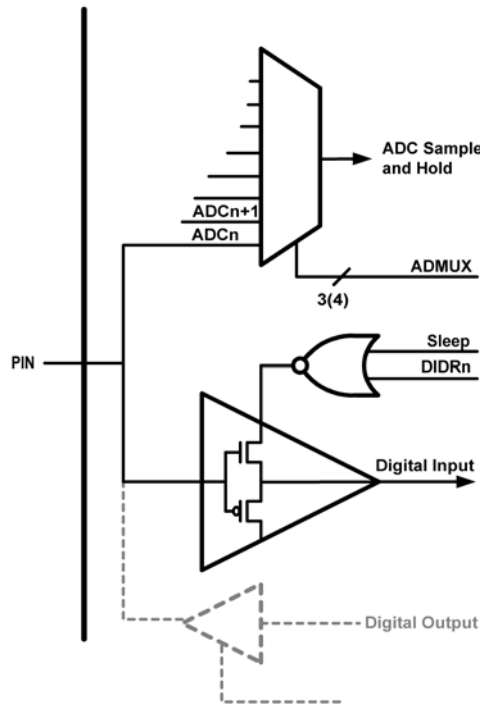 ADC Sample
and Hold
ADCn+1
ADCn
ADMUX
3(4)
Sleep
PIN
DIDRn
Digital Input
Digital Output